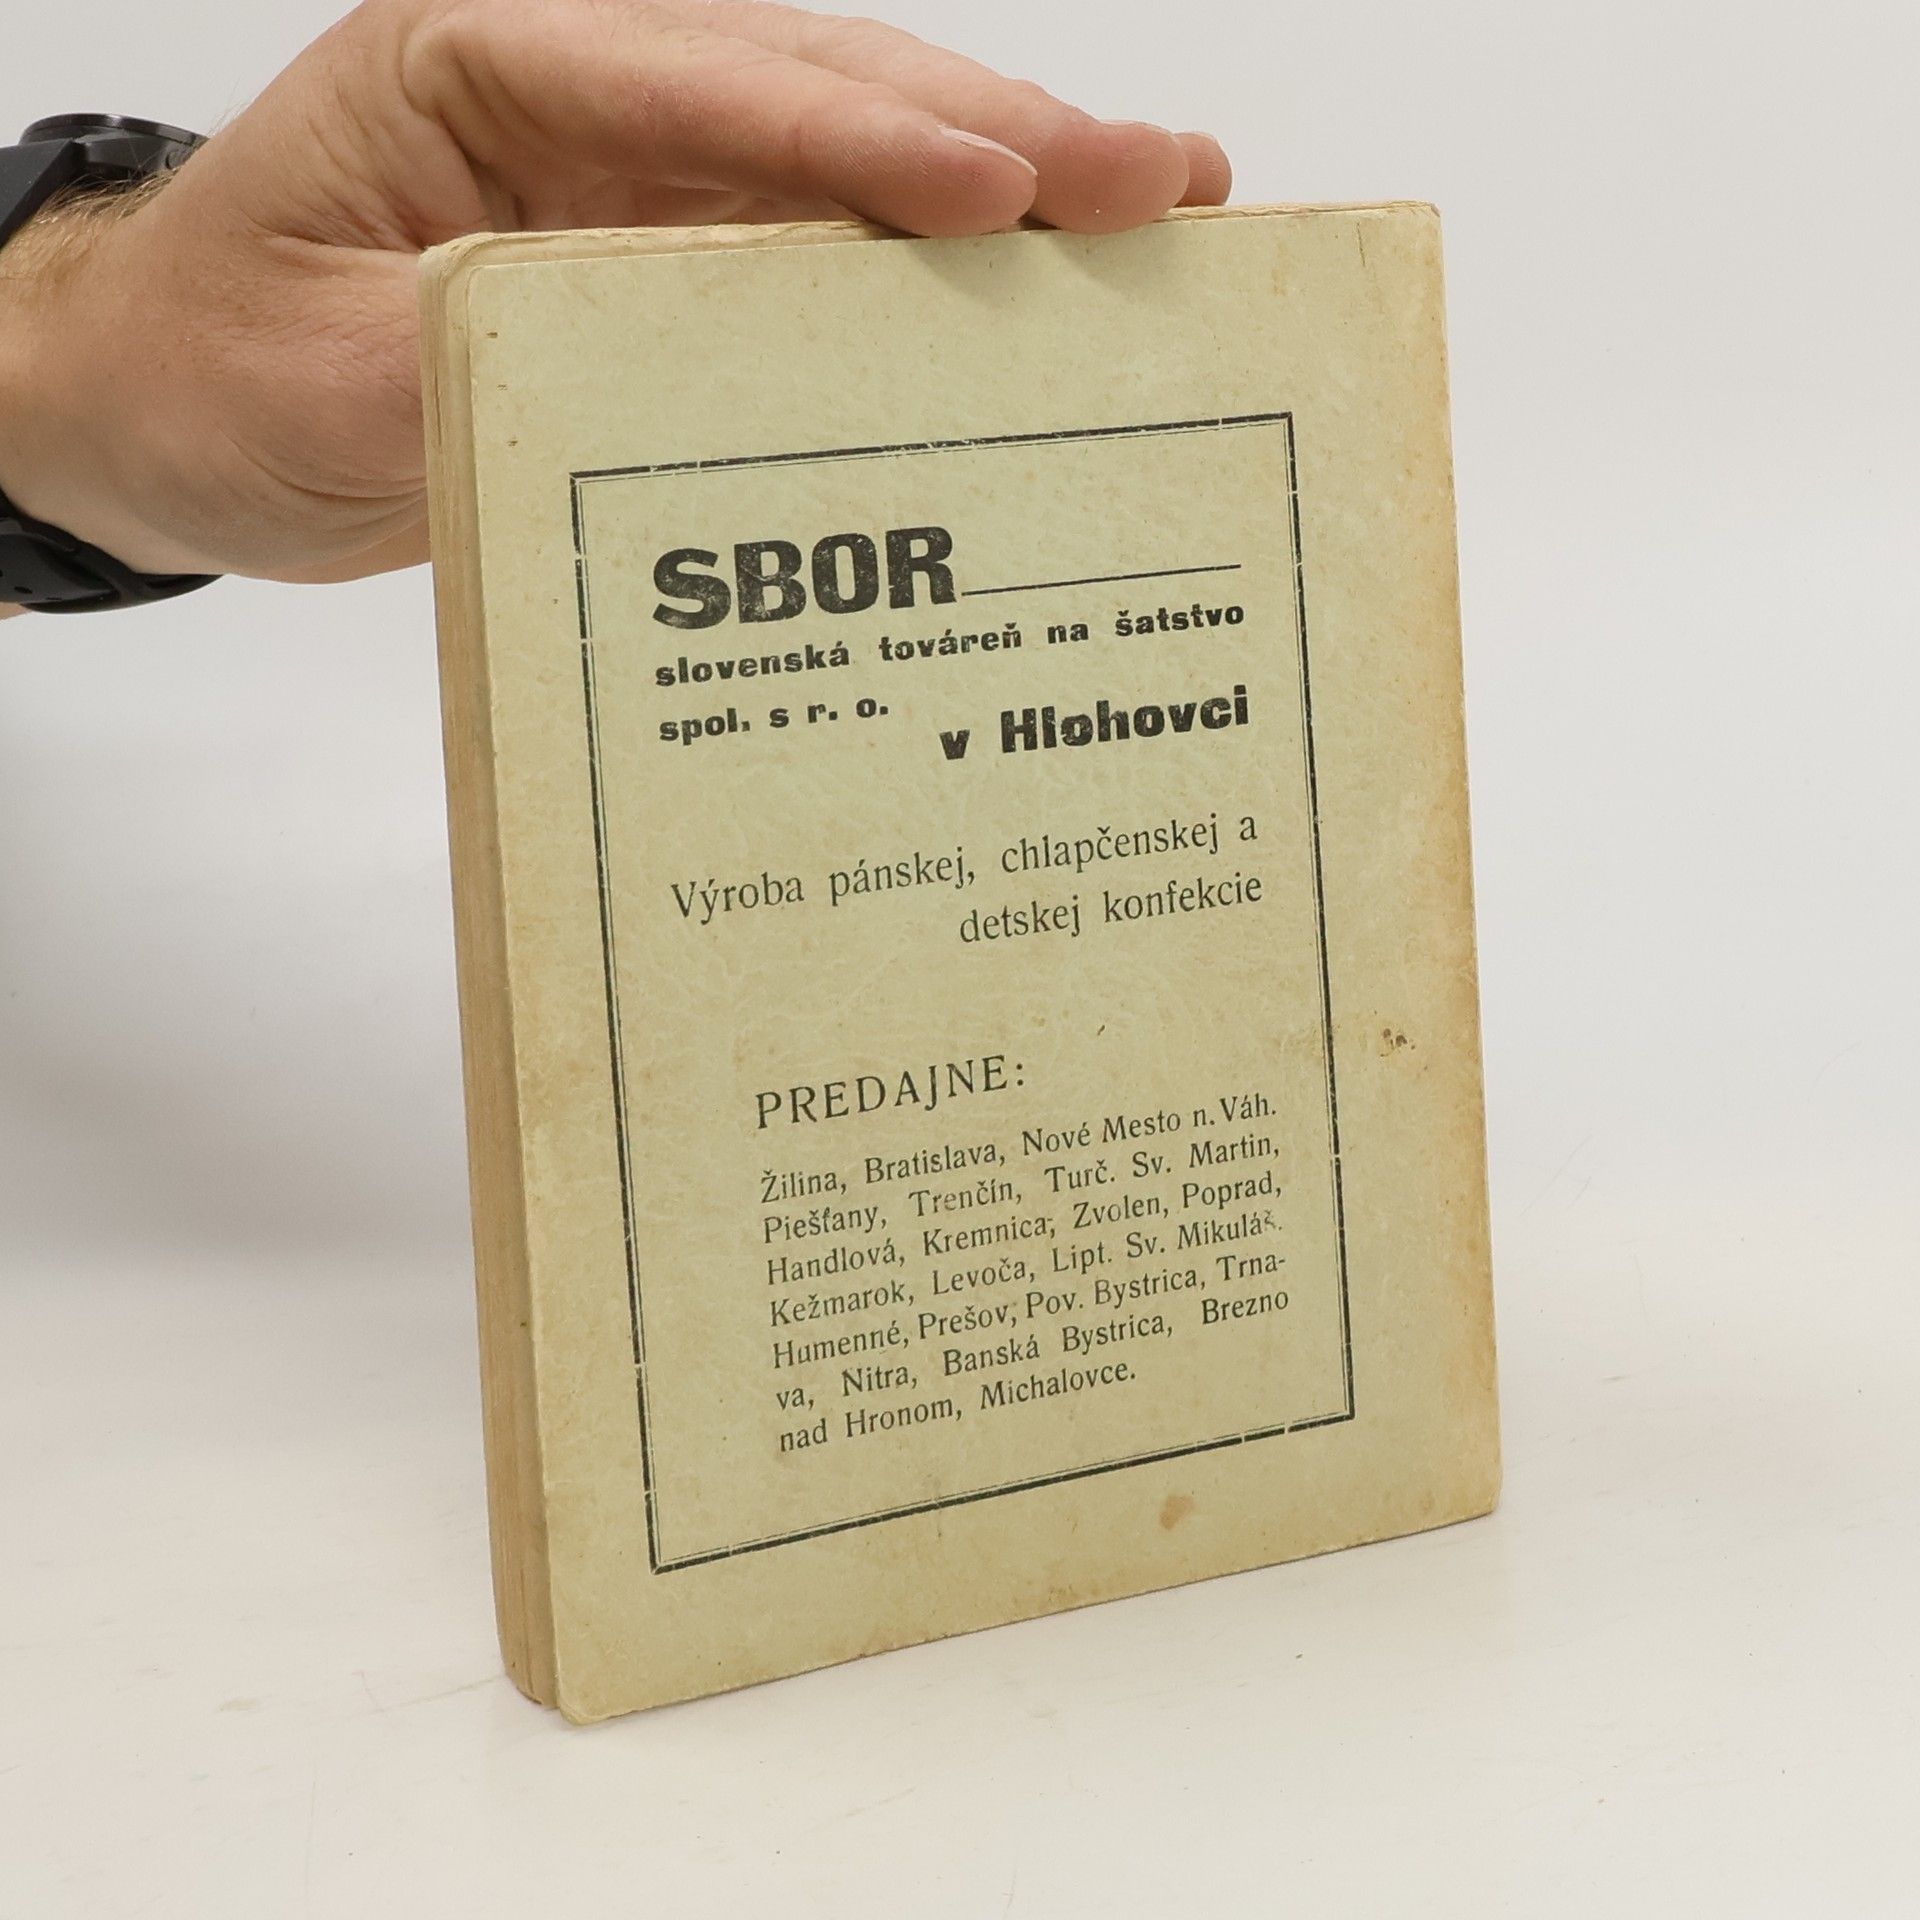 SBOR
slovenská továreň na šatstvo
spol. s r. o.
v Hlohovci
Výroba pánskej, chlapčenskej a
detskej konfekcie
PREDAJNE:
Žilina, Bratislava, Nové Mesto n. Váh.
Piešťany, Trenčín, Turč. Sv. Martin,
Handlová, Kremnica, Zvolen, Poprad,
Kežmarok, Levoča, Lipt. Sv. Mikuláš.
Humenné, Prešov, Pov. Bystrica, Trna-
va, Nitra, Banská Bystrica, Brezno
nad Hronom, Michalovce.